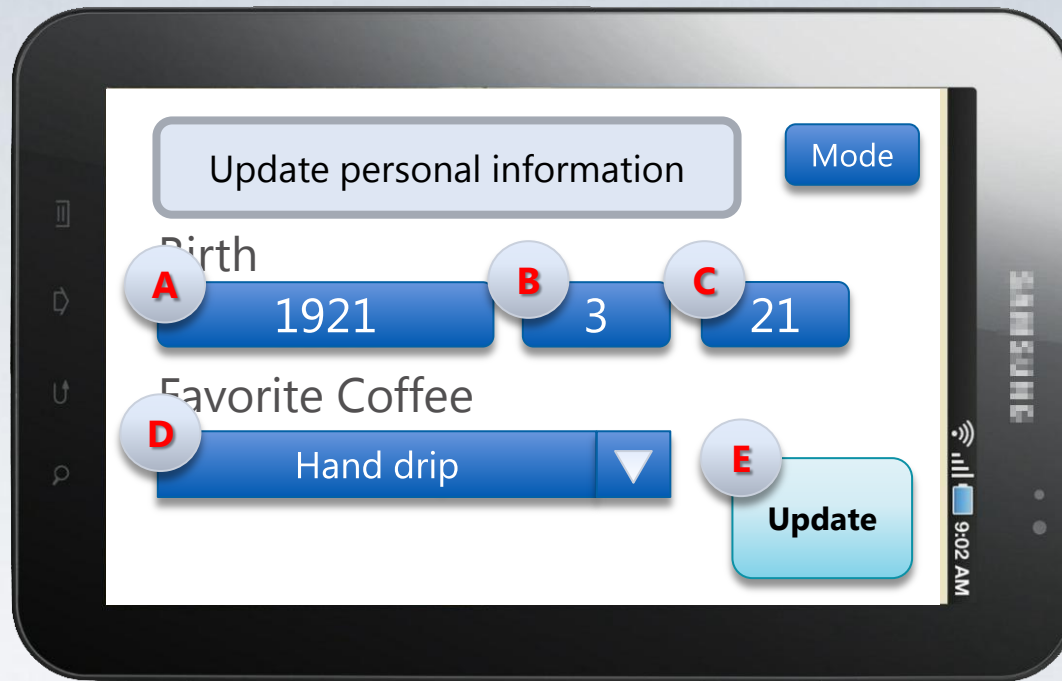 Update personal information
Mode
Birth
A
1921
B
3
C
21
Favorite Coffee
D
Hand drip
E
Update
9:02 AM